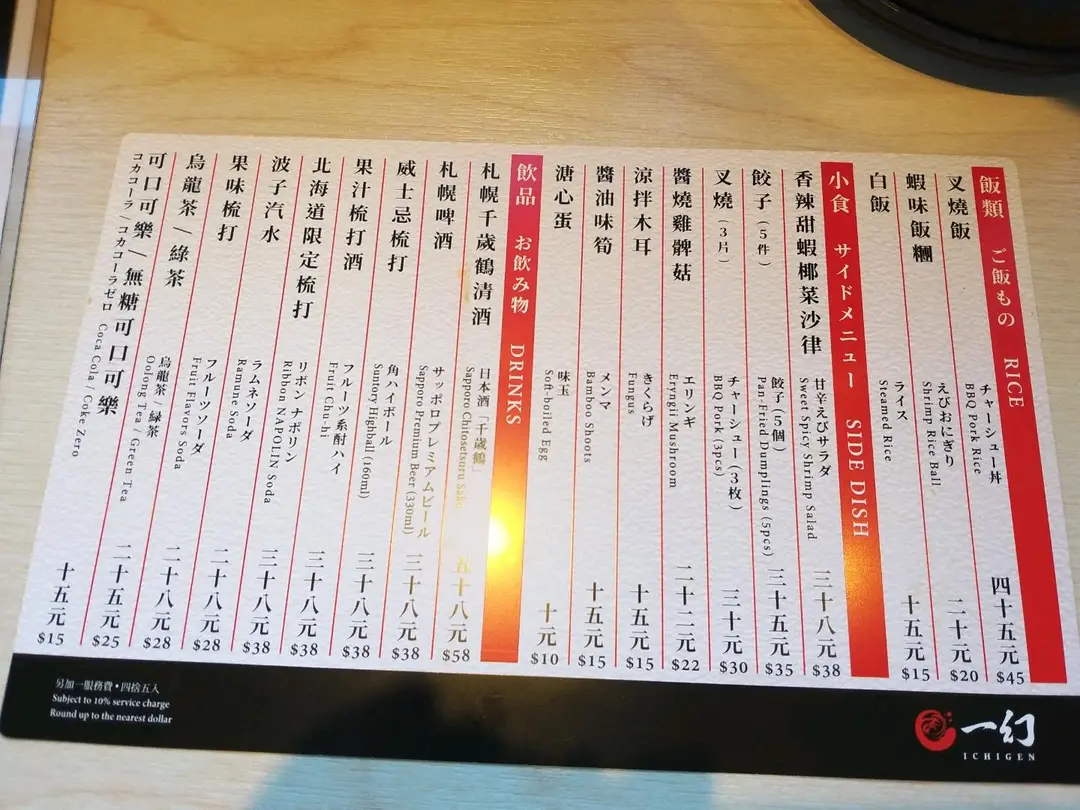 飯類 ご飯もの RICE
叉燒飯
チャーシュー丼
BBQ Pork Rice
四十五元
$45
蝦味飯糰
えびおにぎり
Shrimp Rice Ball
二十元
$20
白飯
ライス
Steamed Rice
十五元
$15
小食 サイドメニュー SIDE DISH
香辣甜蝦椰菜沙律
甘辛えびサラダ
Sweet Spicy Shrimp Salad
三十八元
$38
餃子（5件）
餃子（5個）
Pan-Fried Dumplings (5pcs)
三十五元
$35
叉燒（3片）
チャーシュー（3枚）
BBQ Pork (3pcs)
三十元
$30
醬燒雞髀菇
エリンギ
Eryngii Mushroom
二十二元
$22
涼拌木耳
きくらげ
Fungus
十五元
$15
醬油味筍
メンマ
Bamboo Shoots
十五元
$15
溏心蛋
味玉
Soft-boiled Egg
十元
$10
飲品 お飲み物 DRINKS
札幌千歳鶴清酒
日本酒「千歳鶴」
Sapporo Chitosetsuru Sake
五十八元
$58
札幌啤酒
サッポロプレミアムビール
Sapporo Premium Beer (330ml)
三十八元
$38
威士忌梳打
角ハイボール
Suntory Highball (160ml)
三十八元
$38
果汁梳打酒
フルーツ系酎ハイ
Fruit Chu-hi
三十八元
$38
北海道限定梳打
リボン ナポリン
Ribbon NAPOLIN Soda
三十八元
$38
波子汽水
ラムネソーダ
Ramune Soda
二十八元
$28
果味梳打
フルーツソーダ
Fruit Flavors Soda
二十八元
$28
烏龍茶 / 綠茶
烏龍茶 / 緑茶
Oolong Tea / Green Tea
二十五元
$25
可口可樂 / 無糖可口可樂
コカコーラ / コカコーラゼロ Coca Cola / Coke Zero
十五元
$15
另加一服務費・四捨五入
Subject to 10% service charge
Round up to the nearest dollar
一幻
ICHIGEN